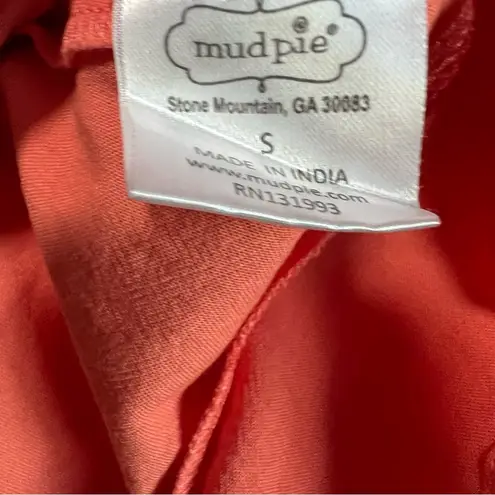 mudpie®
Stone Mountain, GA 30083
S
MADE IN INDIA
www.mudpie.com
RN131993